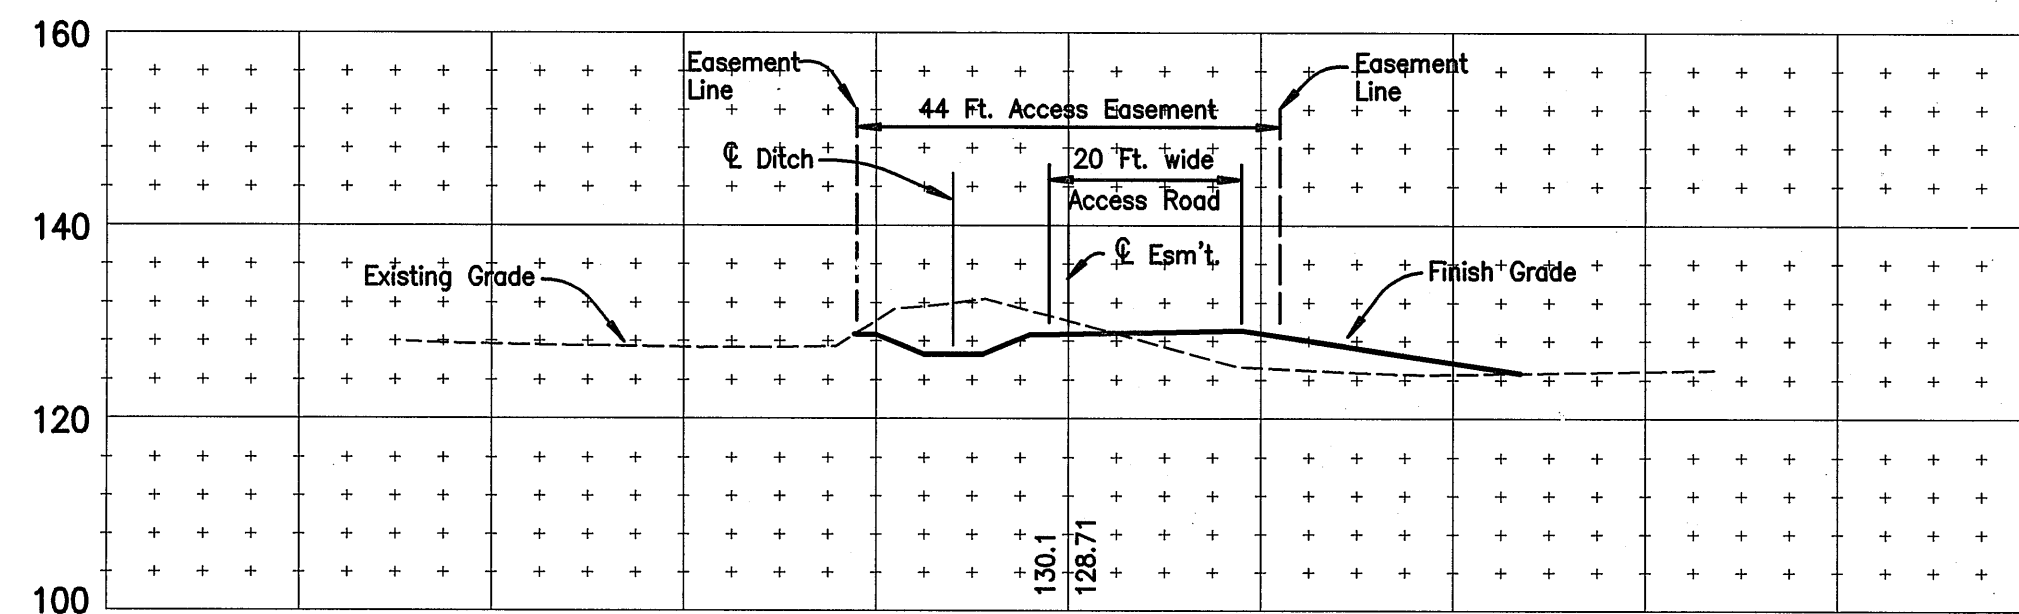 160
Easement
Line
Easement
Line
44 Ft. Access Easement
℄ Ditch
20 Ft. wide
Access Road
140
℄ Esm't.
Existing Grade
Finish Grade
120
130.1
128.71
100